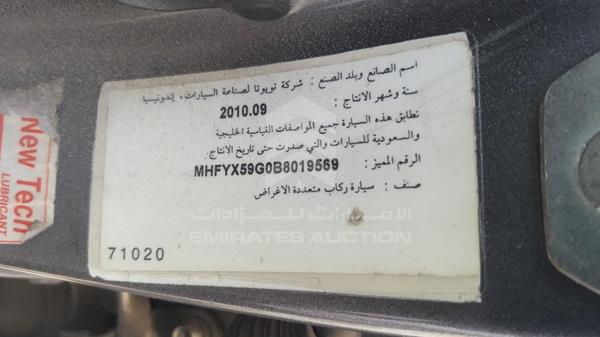 اسم الصانع وبلد الصنع : شركة تويوتا لصناعة السيارات، إندونيسيا
سنة وشهر الانتاج : 2010.09
تطابق هذه السيارة جميع المواصفات القياسية الخليجية
والسعودية للسيارات والتي صدرت حتى تاريخ الانتاج.
الرقم المميز : MHFYX59G0B8019569
صنف : سيارة ركاب متعددة الاغراض
71020
New Tech
LUBRICANT
الإمارات للمزادات
EMIRATES AUCTION